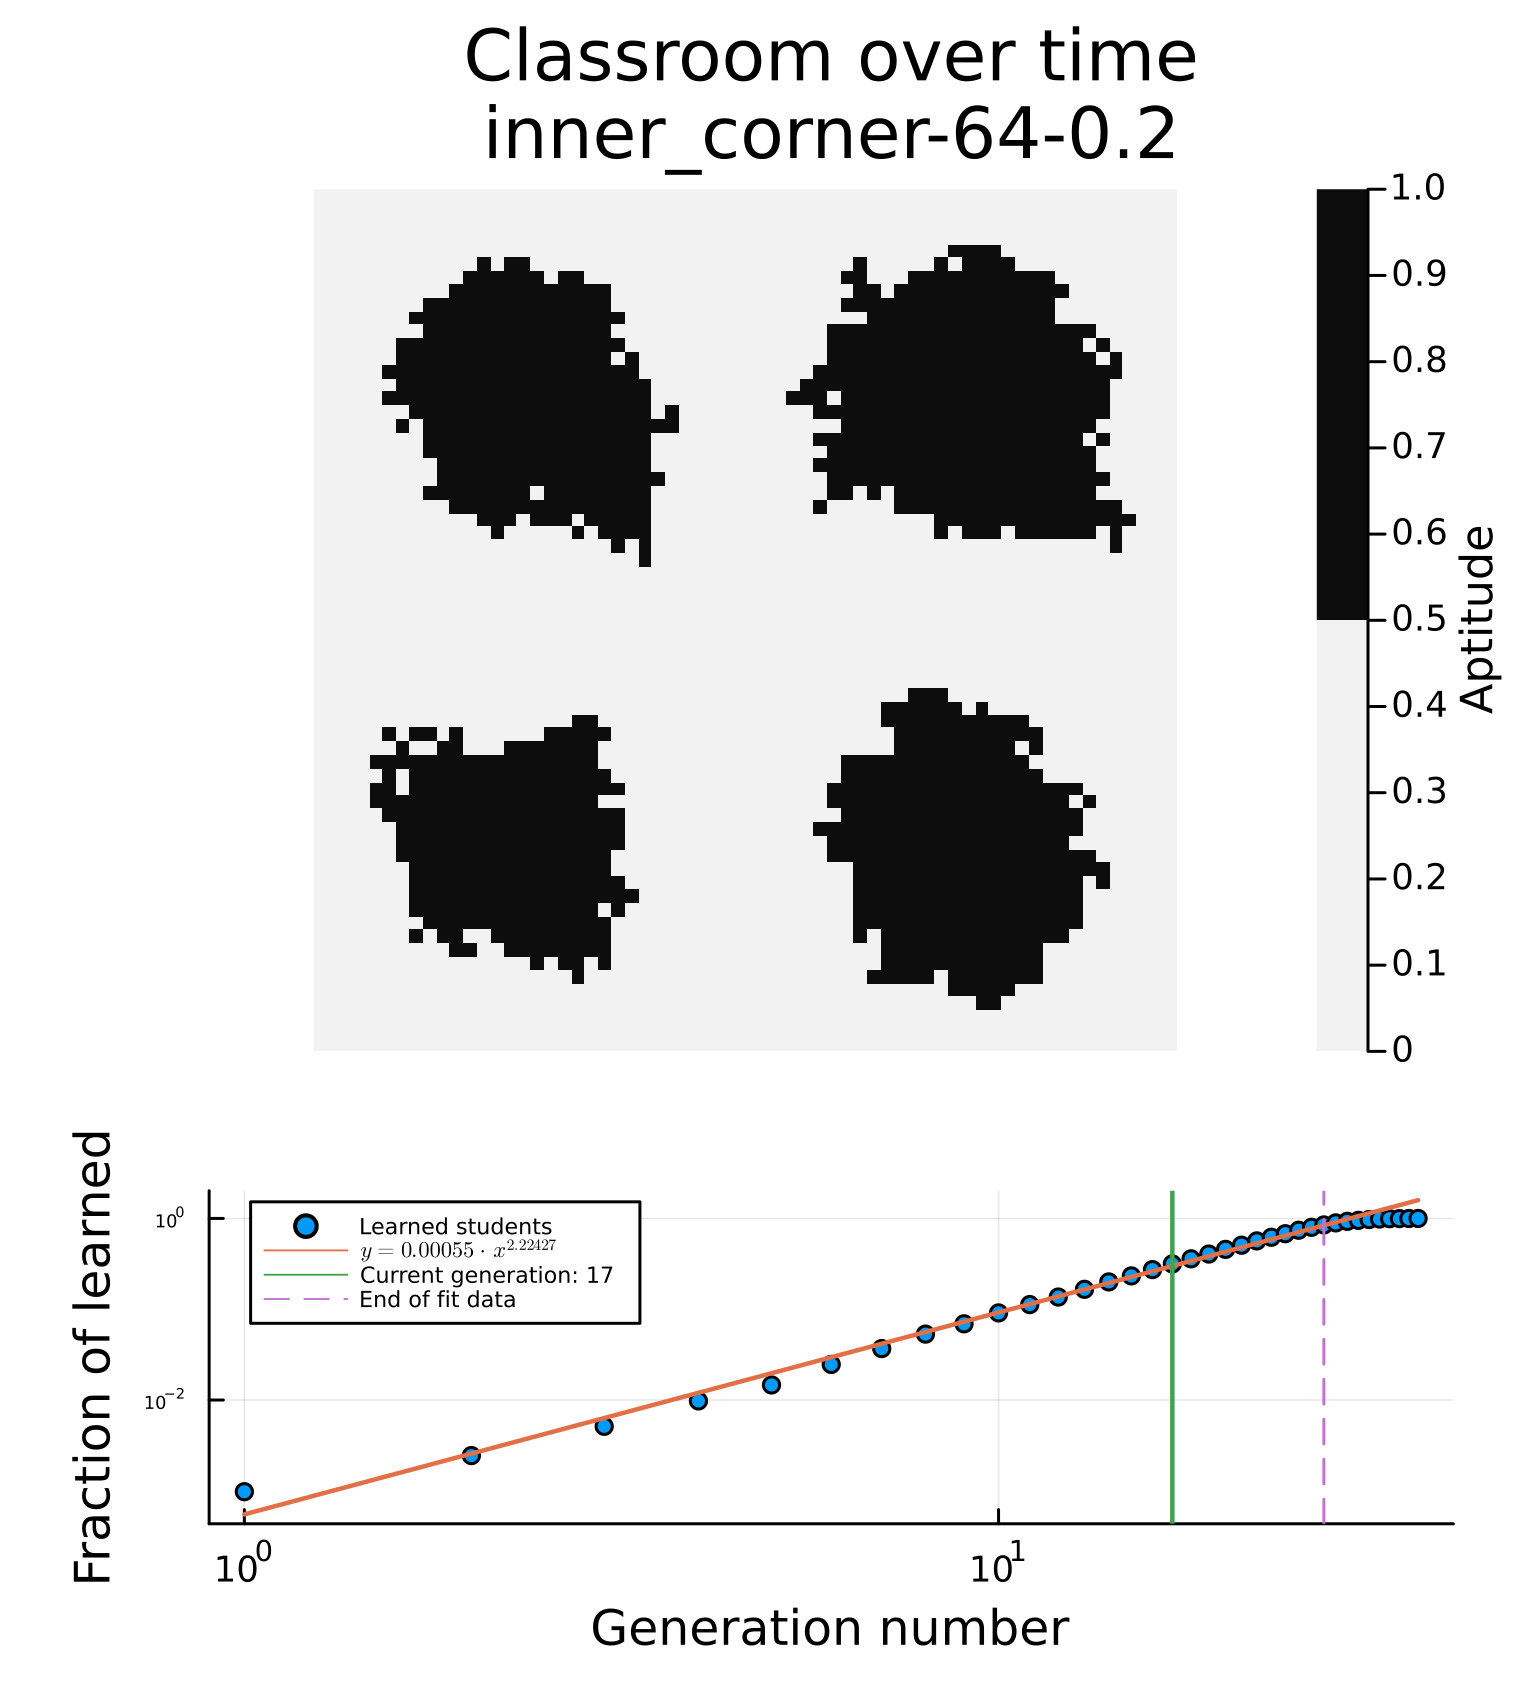 Classroom over time
inner_corner-64-0.2
1.0
0.9
0.8
0.7
0.6
0.5
0.4
0.3
0.2
0.1
0
Aptitude
Fraction of learned
10^0
10^-2
Learned students
y = 0.00055 · x^2.22427
Current generation: 17
End of fit data
10^0
10^1
Generation number